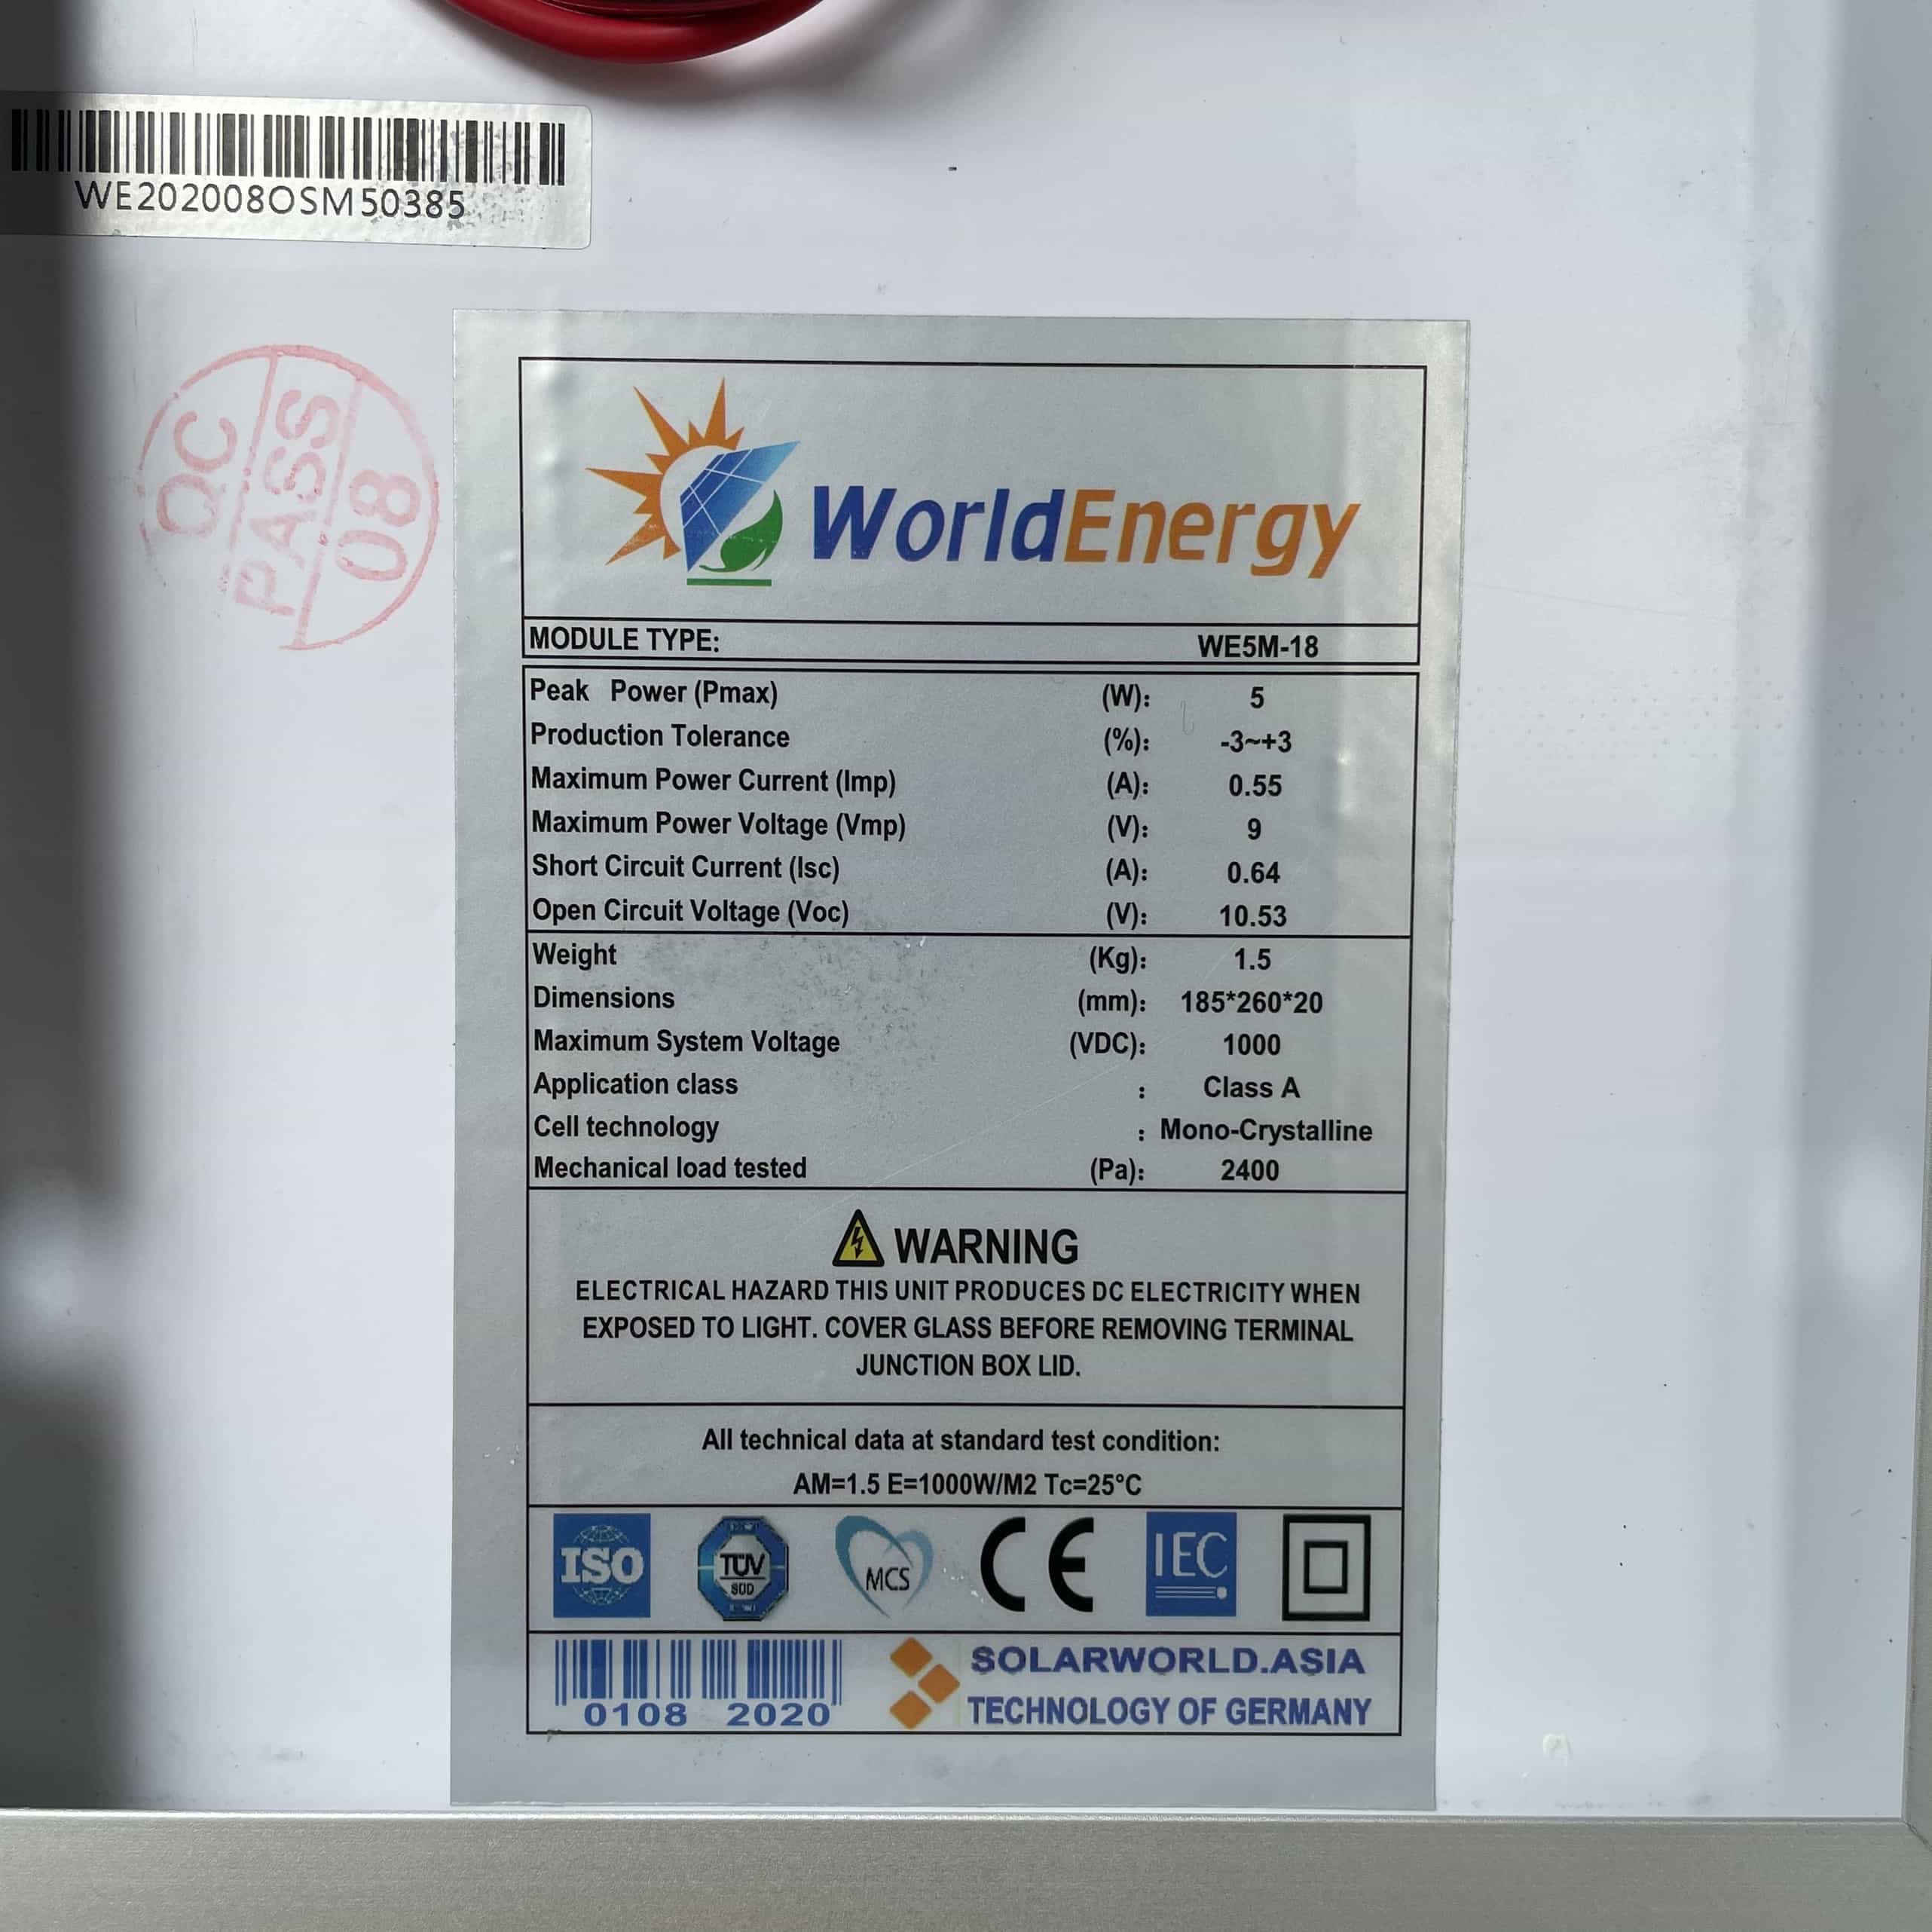 WE202008OSM50385
QC
PASS
08
WorldEnergy
MODULE TYPE: WE5M-18
Peak Power (Pmax) (W): 5
Production Tolerance (%): -3~+3
Maximum Power Current (Imp) (A): 0.55
Maximum Power Voltage (Vmp) (V): 9
Short Circuit Current (Isc) (A): 0.64
Open Circuit Voltage (Voc) (V): 10.53
Weight (Kg): 1.5
Dimensions (mm): 185*260*20
Maximum System Voltage (VDC): 1000
Application class : Class A
Cell technology : Mono-Crystalline
Mechanical load tested (Pa): 2400
WARNING
ELECTRICAL HAZARD THIS UNIT PRODUCES DC ELECTRICITY WHEN
EXPOSED TO LIGHT. COVER GLASS BEFORE REMOVING TERMINAL
JUNCTION BOX LID.
All technical data at standard test condition:
AM=1.5 E=1000W/M2 Tc=25°C
ISO TÜV SÜD MCS CE IEC
0108 2020
SOLARWORLD.ASIA
TECHNOLOGY OF GERMANY